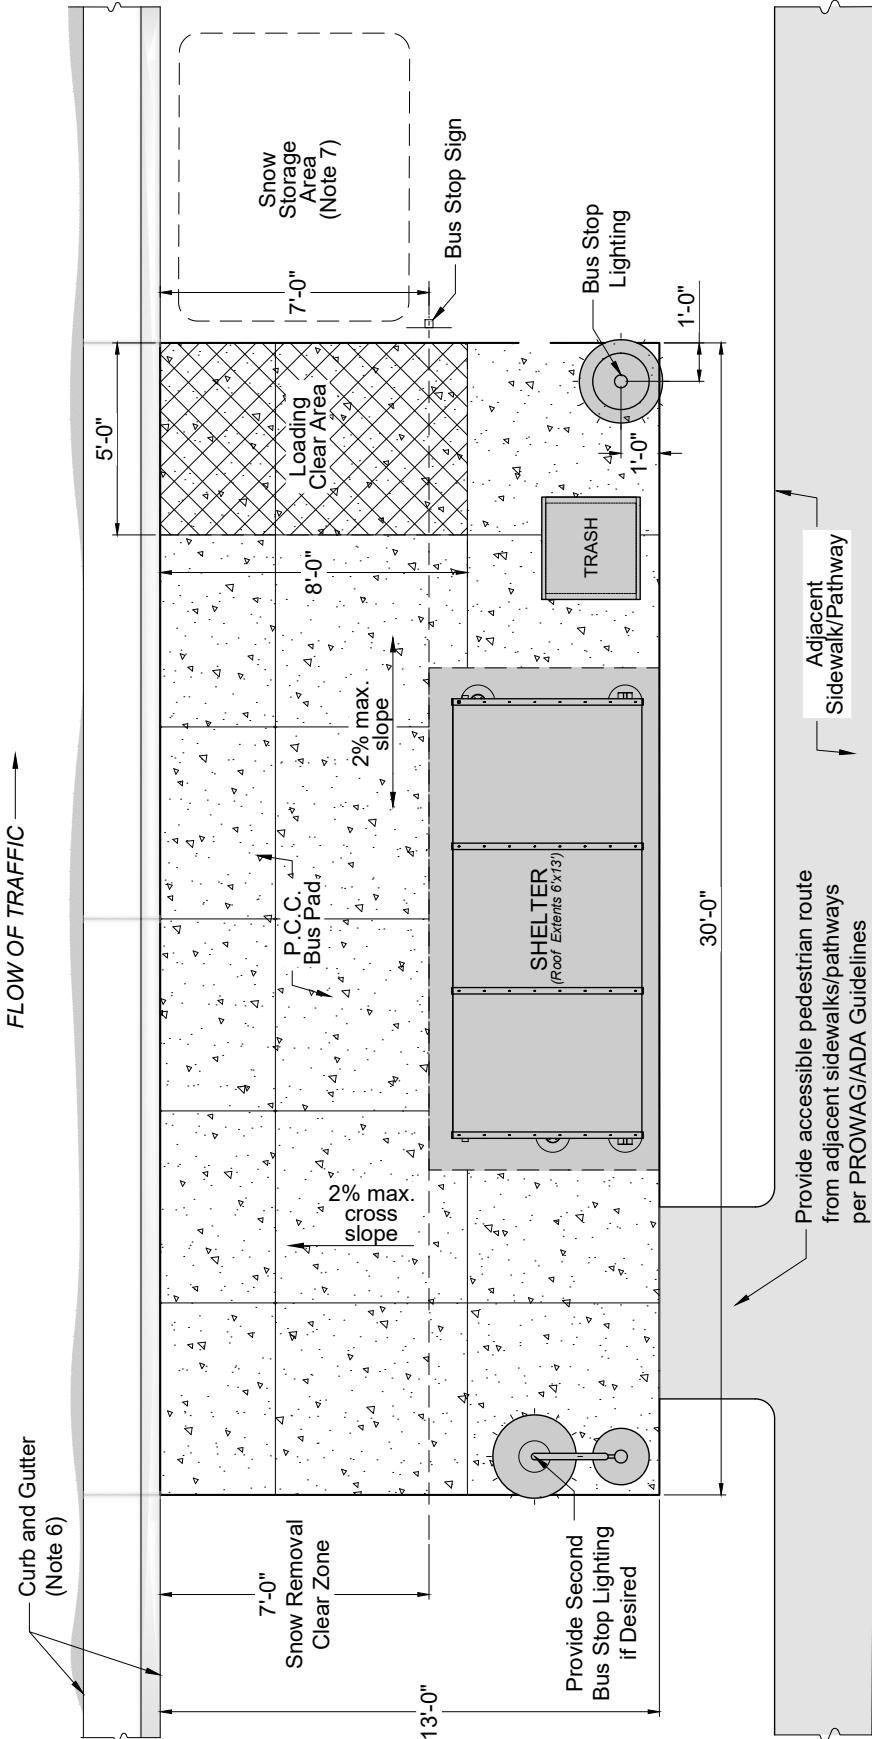 FLOW OF TRAFFIC
Curb and Gutter
(Note 6)
Snow
Storage
Area
(Note 7)
7'-0"
Bus Stop Sign
5'-0"
Loading
Clear Area
8'-0"
Bus Stop
Lighting
1'-0"
1'-0"
TRASH
2% max.
slope
P.C.C.
Bus Pad
SHELTER
(Roof Extents 6'x13')
2% max.
cross
slope
7'-0"
Snow Removal
Clear Zone
13'-0"
Provide Second
Bus Stop Lighting
if Desired
30'-0"
Adjacent
Sidewalk/Pathway
Provide accessible pedestrian route
from adjacent sidewalks/pathways
per PROWAG/ADA Guidelines